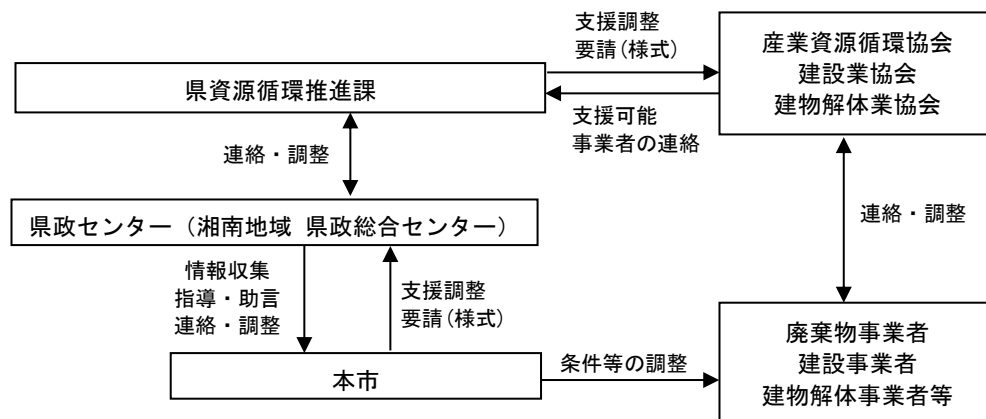 支援調整
要請(様式)
産業資源循環協会
建設業協会
建物解体業協会
県資源循環推進課
支援可能
事業者の連絡
連絡・調整
県政センター（湘南地域 県政総合センター）
連絡・調整
情報収集
指導・助言
連絡・調整
支援調整
要請(様式)
本市
条件等の調整
廃棄物事業者
建設事業者
建物解体事業者等